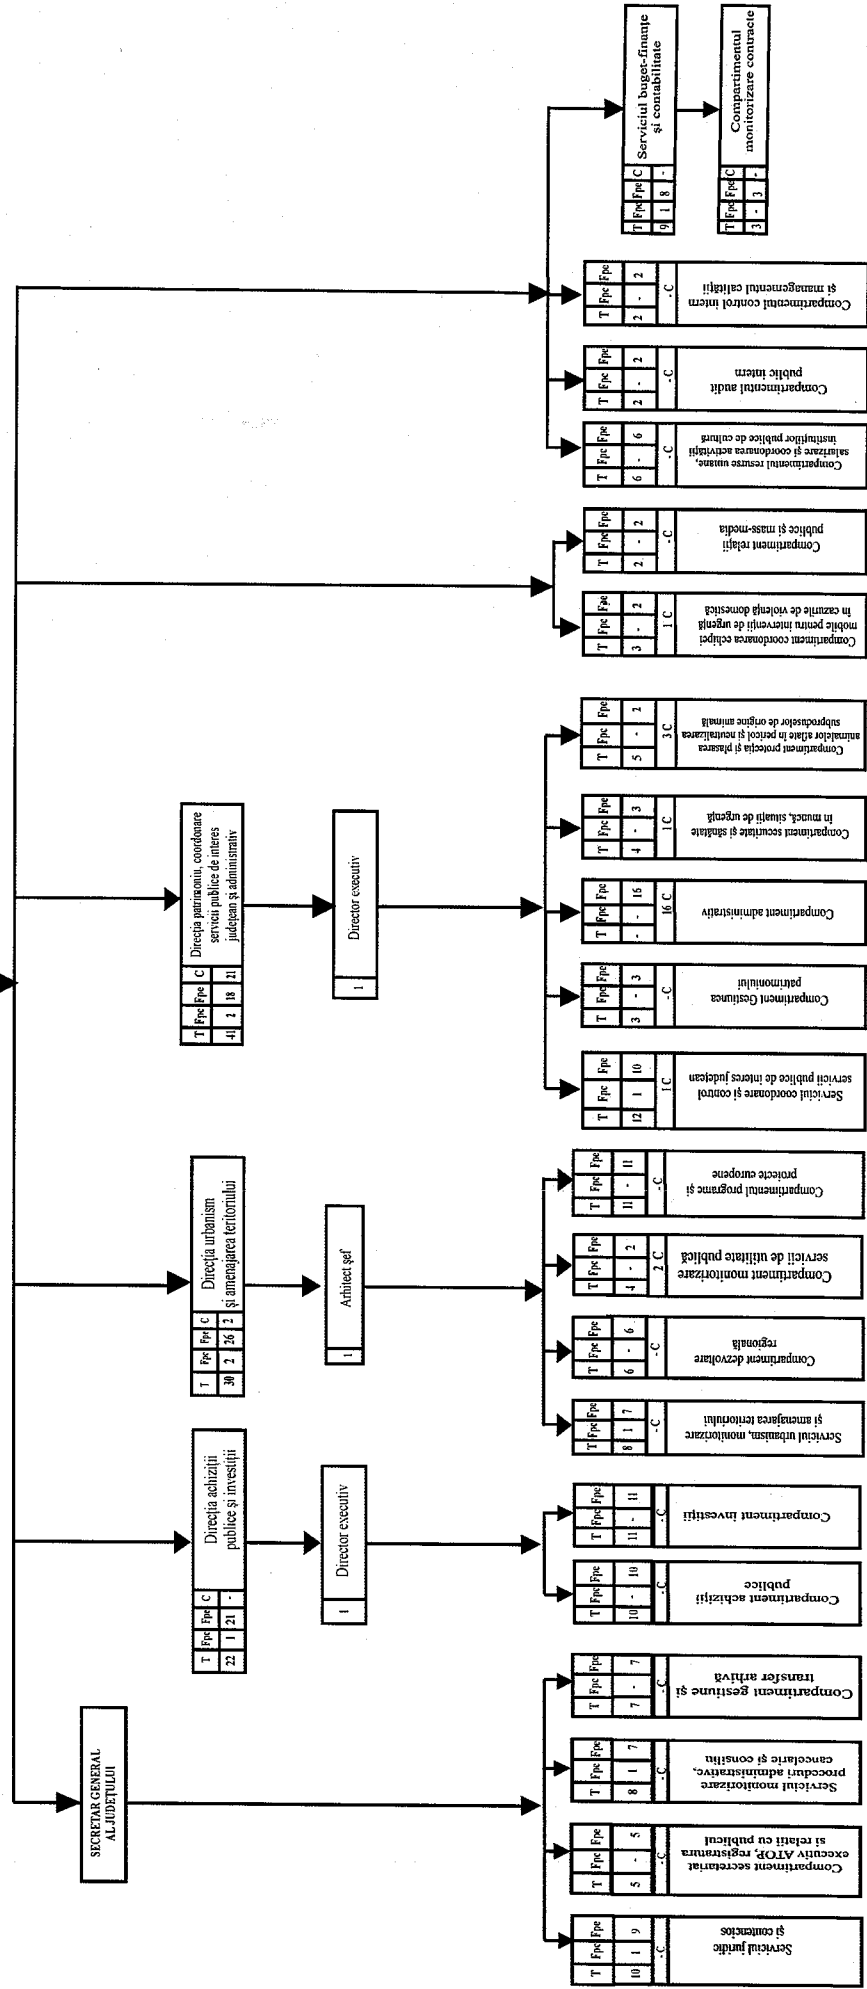 SECRETAR GENERAL
AL JUDEȚULUI
Direcția achiziții
publice și investiții
T Fpc Fpe C
22 1 21 -
Director executiv
1
Direcția urbanism
și amenajarea teritoriului
T Fpc Fpe C
30 2 26 2
Arhitect șef
1
Direcția patrimoniu, coordonare
servicii publice de interes
județean și administrativ
T Fpc Fpe C
41 2 18 21
Director executiv
1
Serviciul buget-finanțe
și contabilitate
T Fpc Fpe C
9 1 8 -
Compartimentul
monitorizare contracte
T Fpc Fpe C
3 - 3 -
Serviciul juridic
și contencios
T Fpc Fpe
10 1 9
- C
Compartiment secretariat
executiv ATOP, registratura
si relatii cu publicul
T Fpc Fpe
5 - 5
- C
Serviciul monitorizare
proceduri administrative,
cancelarie și consiliu
T Fpc Fpe
8 1 7
- C
Compartiment gestiune și
transfer arhivă
T Fpc Fpe
7 - 7
- C
Compartiment achiziții
publice
T Fpc Fpe
10 - 10
- C
Compartiment investiții
T Fpc Fpe
11 - 11
- C
Serviciul urbanism, monitorizare
și amenajarea teritoriului
T Fpc Fpe
8 1 7
- C
Compartiment dezvoltare
regională
T Fpc Fpe
6 - 6
- C
Compartiment monitorizare
servicii de utilitate publică
T Fpc Fpe
4 - 2
2 C
Compartimentul programe și
proiecte europene
T Fpc Fpe
11 - 11
- C
Serviciul coordonare și control
servicii publice de interes județean
T Fpc Fpe
12 1 10
1 C
Compartiment Gestiunea
patrimoniului
T Fpc Fpe
3 - 3
- C
Compartiment administrativ
T Fpc Fpe
- - 16
16 C
Compartiment securitate și sănătate
în muncă, situații de urgență
T Fpc Fpe
4 - 3
1 C
Compartiment protecția și plasarea
animalelor aflate în pericol și neutralizarea
subproduselor de origine animală
T Fpc Fpe
5 - 2
3 C
Compartiment coordonarea echipei
mobile pentru intervenții de urgență
în cazurile de violență domestică
T Fpc Fpe
3 - 2
1 C
Compartiment relații
publice și mass-media
T Fpc Fpe
2 - 2
- C
Compartimentul resurse umane,
salarizare și coordonarea activității
instituțiilor publice de cultură
T Fpc Fpe
6 - 6
- C
Compartimentul audit
public intern
T Fpc Fpe
2 - 2
- C
Compartimentul control intern
și managementul calității
T Fpc Fpe
2 - 2
- C